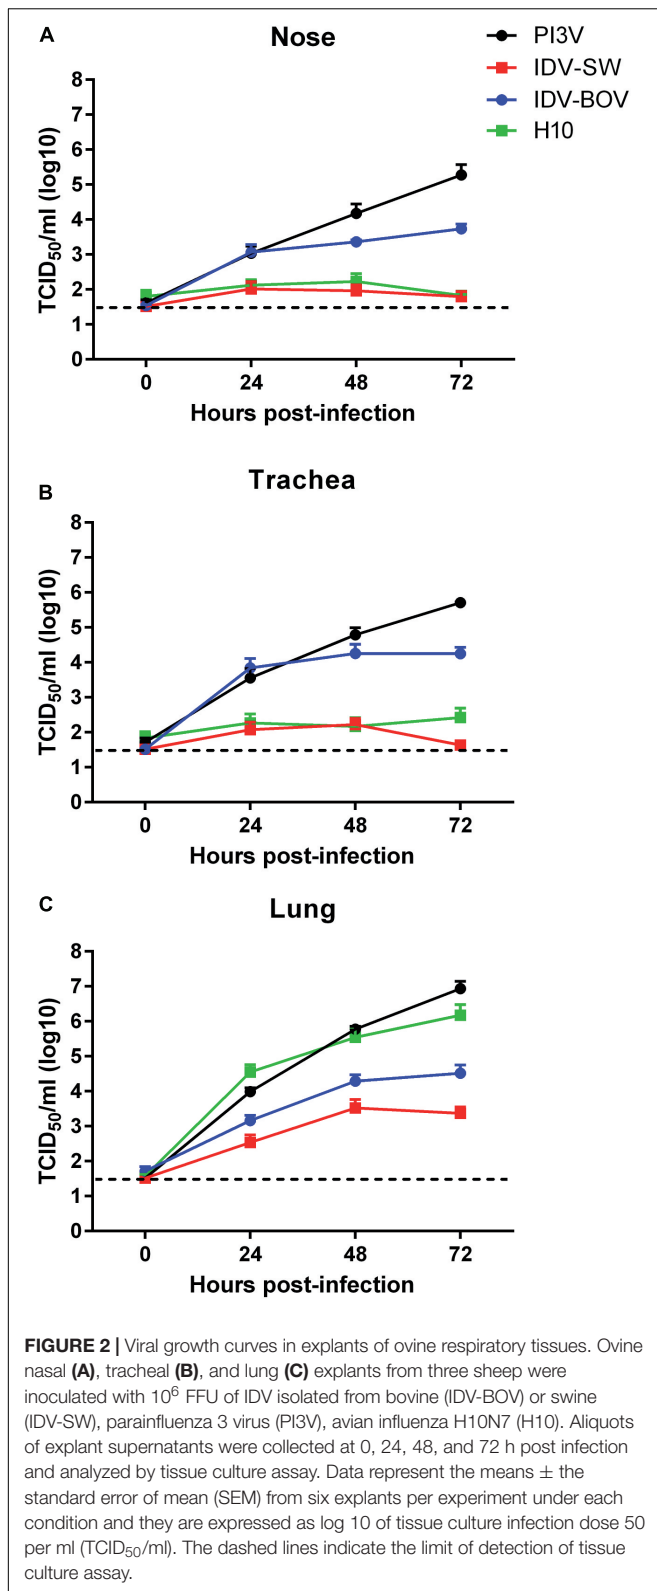 A
Nose
PI3V
IDV-SW
IDV-BOV
H10
TCID50/ml (log10)
8
7
6
5
4
3
2
1
0
0 24 48 72
Hours post-infection
B
Trachea
TCID50/ml (log10)
8
7
6
5
4
3
2
1
0
0 24 48 72
Hours post-infection
C
Lung
TCID50/ml (log10)
8
7
6
5
4
3
2
1
0
0 24 48 72
Hours post-infection
FIGURE 2 | Viral growth curves in explants of ovine respiratory tissues. Ovine
nasal (A), tracheal (B), and lung (C) explants from three sheep were
inoculated with 10⁶ FFU of IDV isolated from bovine (IDV-BOV) or swine
(IDV-SW), parainfluenza 3 virus (PI3V), avian influenza H10N7 (H10). Aliquots
of explant supernatants were collected at 0, 24, 48, and 72 h post infection
and analyzed by tissue culture assay. Data represent the means ± the
standard error of mean (SEM) from six explants per experiment under each
condition and they are expressed as log 10 of tissue culture infection dose 50
per ml (TCID50/ml). The dashed lines indicate the limit of detection of tissue
culture assay.